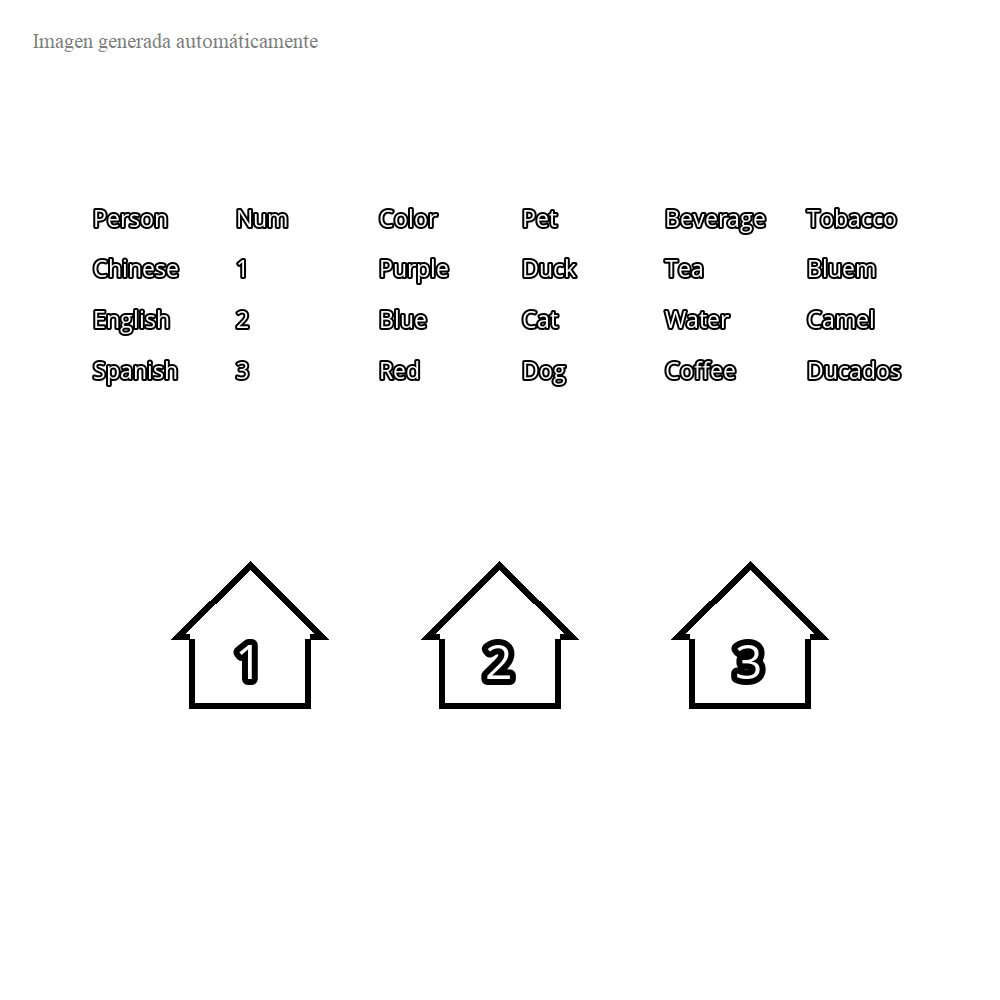 Imagen generada automáticamente
Person Num Color Pet Beverage Tobacco
Chinese 1 Purple Duck Tea Bluem
English 2 Blue Cat Water Camel
Spanish 3 Red Dog Coffee Ducados
1 2 3